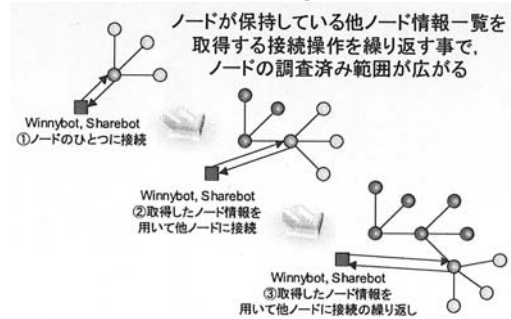 ノードが保持している他ノード情報一覧を
取得する接続操作を繰り返す事で,
ノードの調査済み範囲が広がる
Winnybot, Sharebot
①ノードのひとつに接続
Winnybot, Sharebot
②取得したノード情報を
用いて他ノードに接続
Winnybot, Sharebot
③取得したノード情報を
用いて他ノードに接続の繰り返し